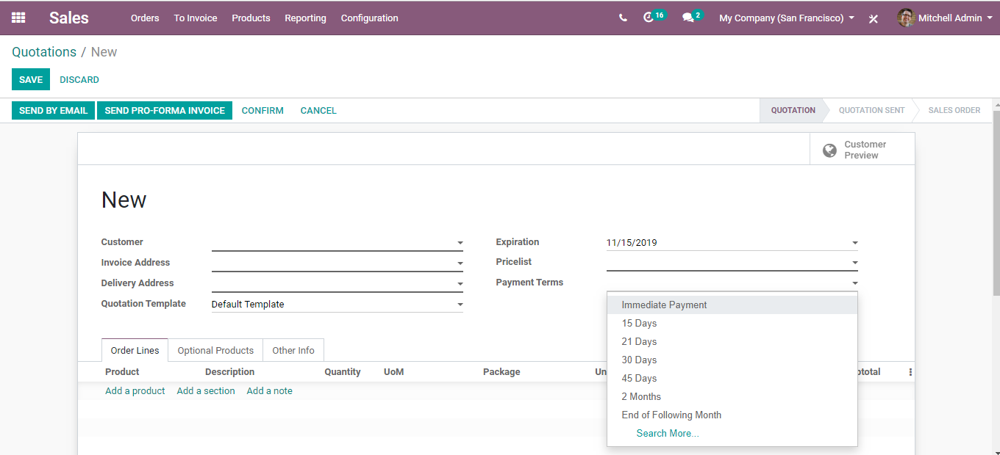 Sales Orders To Invoice Products Reporting Configuration 16 2 My Company (San Francisco) Mitchell Admin
Quotations / New
SAVE DISCARD
SEND BY EMAIL SEND PRO-FORMA INVOICE CONFIRM CANCEL QUOTATION QUOTATION SENT SALES ORDER
Customer
Preview
New
Customer Expiration 11/15/2019
Invoice Address Pricelist
Delivery Address Payment Terms
Quotation Template Default Template
Immediate Payment
15 Days
21 Days
30 Days
45 Days
2 Months
End of Following Month
Search More...
Order Lines Optional Products Other Info
Product Description Quantity UoM Package Un btotal
Add a product Add a section Add a note